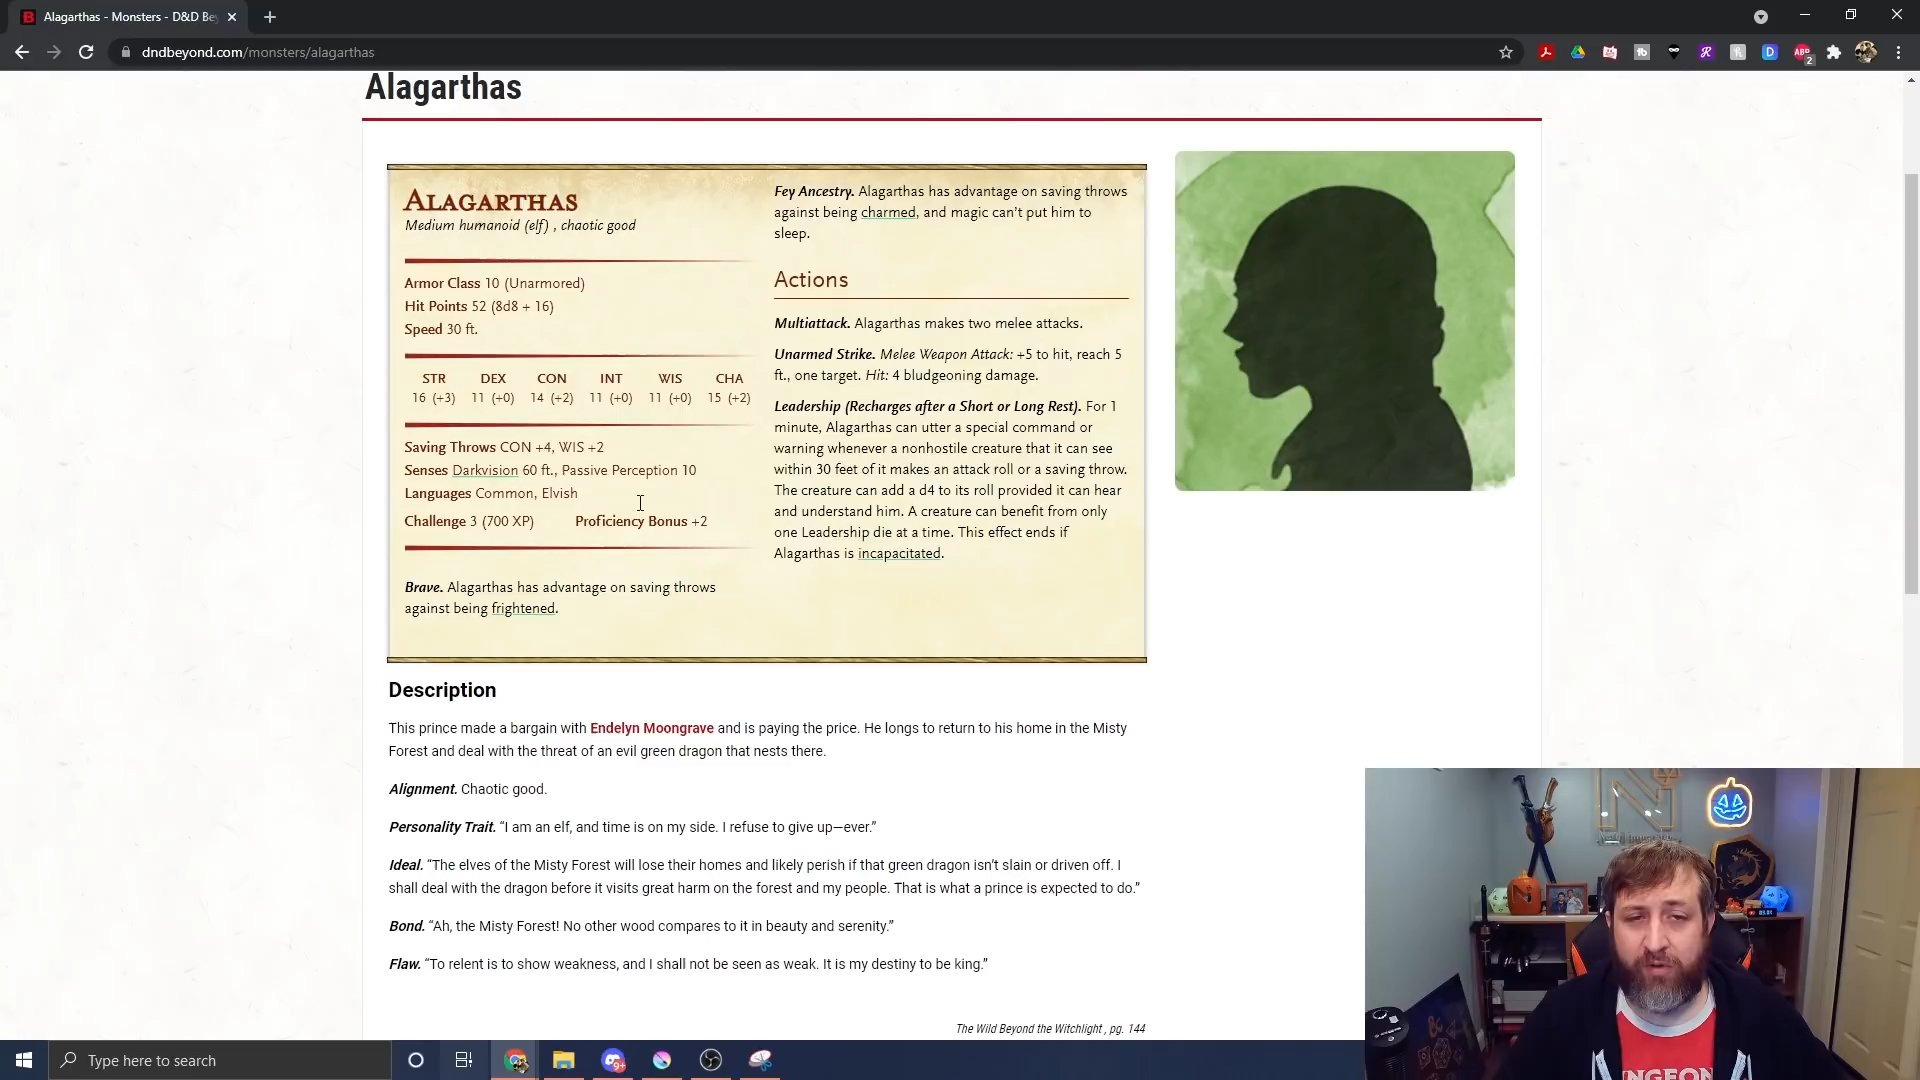 Alagarthas - Monsters - D&D Be
dndbeyond.com/monsters/alagarthas
Alagarthas
ALAGARTHAS
Medium humanoid (elf) , chaotic good
Armor Class 10 (Unarmored)
Hit Points 52 (8d8 + 16)
Speed 30 ft.
STR DEX CON INT WIS CHA
16 (+3) 11 (+0) 14 (+2) 11 (+0) 11 (+0) 15 (+2)
Saving Throws CON +4, WIS +2
Senses Darkvision 60 ft., Passive Perception 10
Languages Common, Elvish
Challenge 3 (700 XP) Proficiency Bonus +2
Brave. Alagarthas has advantage on saving throws
against being frightened.
Fey Ancestry. Alagarthas has advantage on saving throws
against being charmed, and magic can't put him to
sleep.
Actions
Multiattack. Alagarthas makes two melee attacks.
Unarmed Strike. Melee Weapon Attack: +5 to hit, reach 5
ft., one target. Hit: 4 bludgeoning damage.
Leadership (Recharges after a Short or Long Rest). For 1
minute, Alagarthas can utter a special command or
warning whenever a nonhostile creature that it can see
within 30 feet of it makes an attack roll or a saving throw.
The creature can add a d4 to its roll provided it can hear
and understand him. A creature can benefit from only
one Leadership die at a time. This effect ends if
Alagarthas is incapacitated.
Description
This prince made a bargain with Endelyn Moongrave and is paying the price. He longs to return to his home in the Misty
Forest and deal with the threat of an evil green dragon that nests there.
Alignment. Chaotic good.
Personality Trait. “I am an elf, and time is on my side. I refuse to give up—ever.”
Ideal. “The elves of the Misty Forest will lose their homes and likely perish if that green dragon isn’t slain or driven off. I
shall deal with the dragon before it visits great harm on the forest and my people. That is what a prince is expected to do.”
Bond. “Ah, the Misty Forest! No other wood compares to it in beauty and serenity.”
Flaw. “To relent is to show weakness, and I shall not be seen as weak. It is my destiny to be king.”
The Wild Beyond the Witchlight , pg. 144
Type here to search